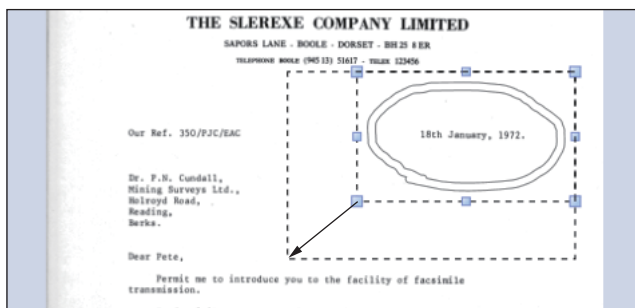 THE SLEREXE COMPANY LIMITED
SAPORS LANE - BOOLE - DORSET - BH 25 8 ER
TELEPHONE BOOLE (945 13) 51617 - TELEX 123456
Our Ref. 350/PJC/EAC
18th January, 1972.
Dr. P.N. Cundall,
Mining Surveys Ltd.,
Holroyd Road,
Reading,
Berks.
Dear Pete,
Permit me to introduce you to the facility of facsimile
transmission.